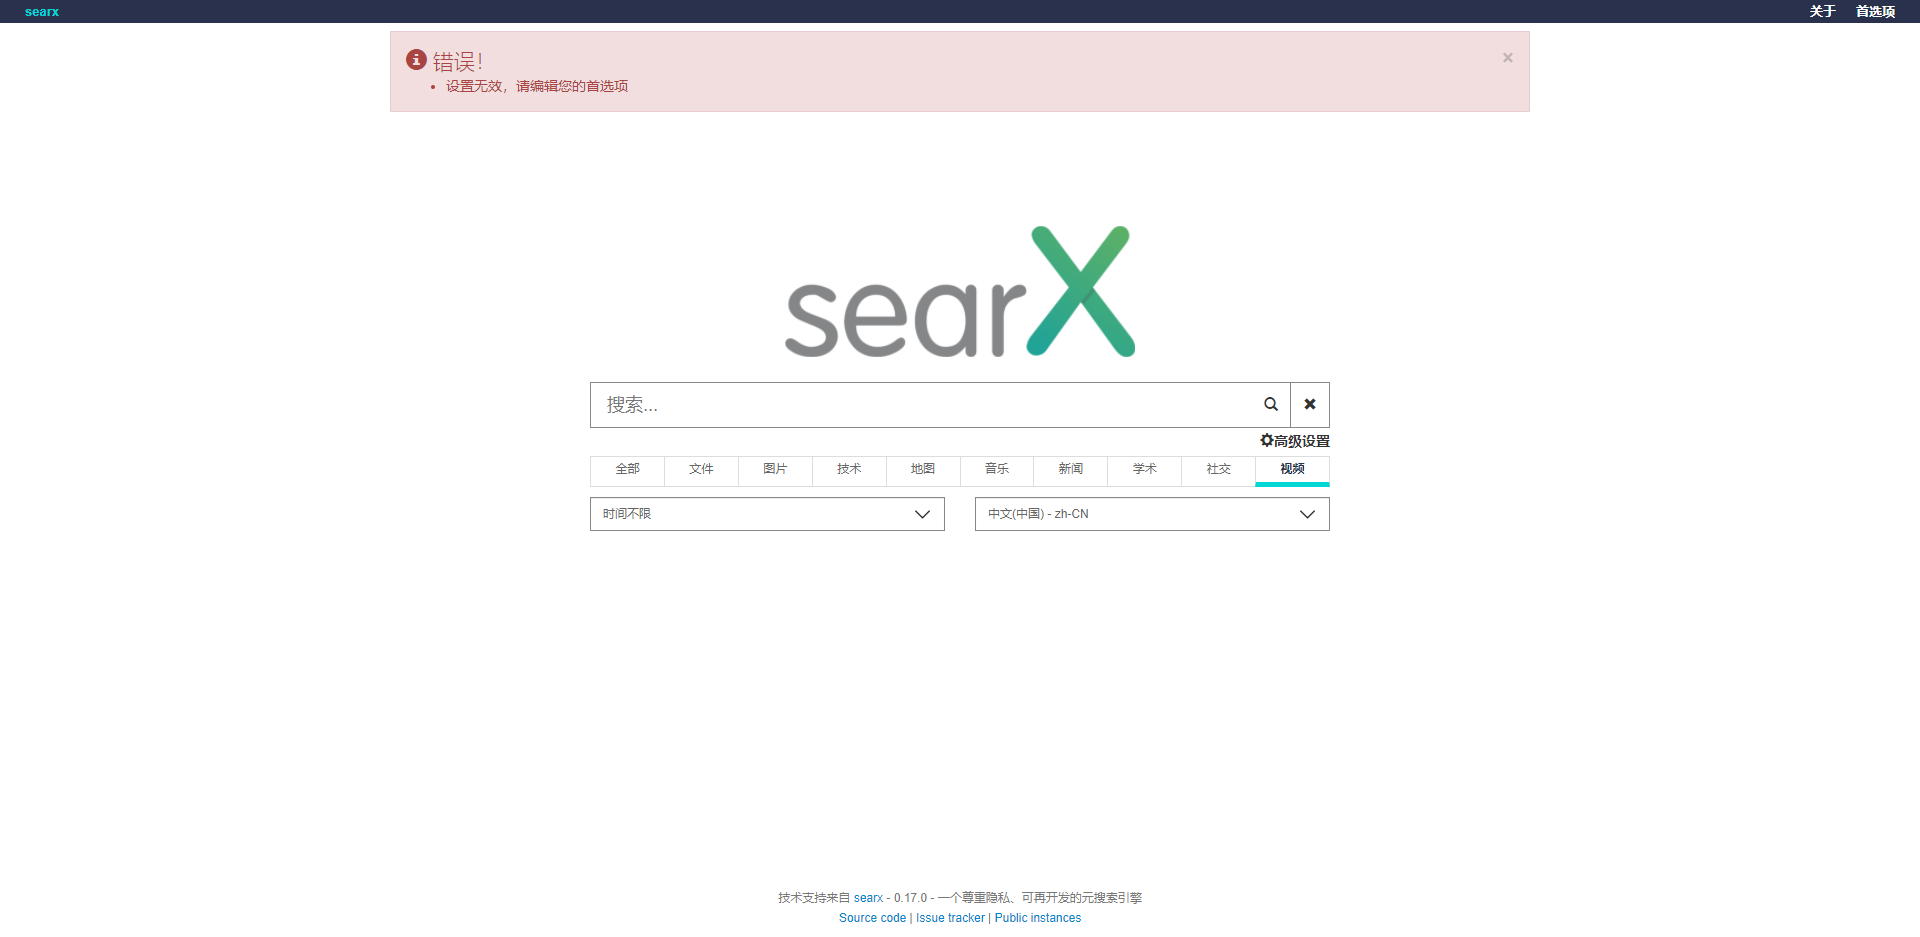 searx 关于 首选项
错误!
×
设置无效，请编辑您的首选项
searX
搜索...
高级设置
全部 文件 图片 技术 地图 音乐 新闻 学术 社交 视频
时间不限 中文(中国) - zh-CN
技术支持来自 searx - 0.17.0 - 一个尊重隐私、可再开发的元搜索引擎
Source code | Issue tracker | Public instances